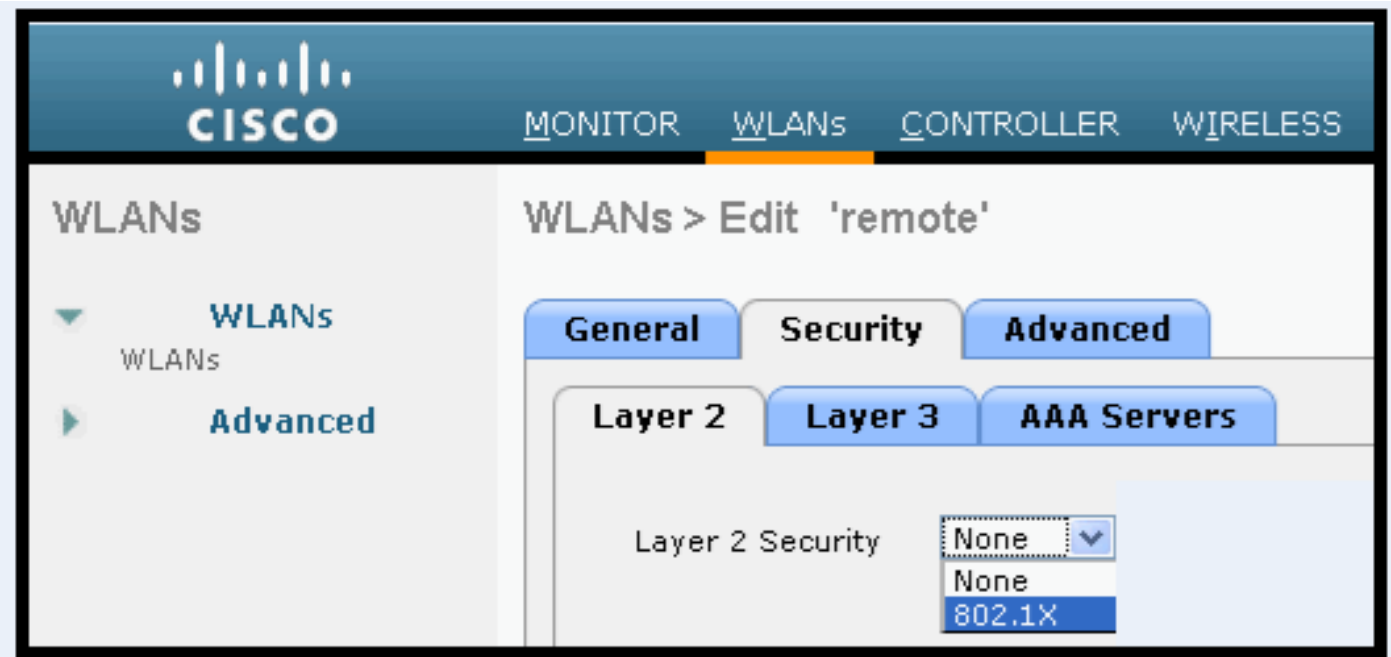 CISCO
MONITOR WLANs CONTROLLER WIRELESS
WLANs
WLANs
WLANs
Advanced
WLANs > Edit 'remote'
General Security Advanced
Layer 2 Layer 3 AAA Servers
Layer 2 Security None
None
802.1X